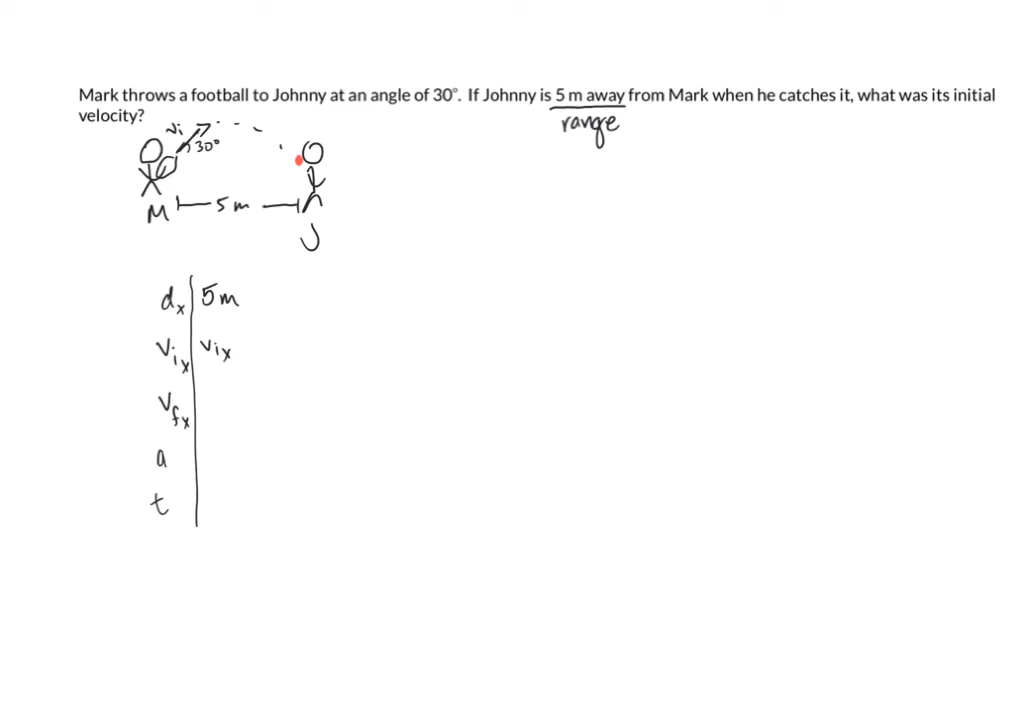 Mark throws a football to Johnny at an angle of 30°. If Johnny is 5 m away from Mark when he catches it, what was its initial
velocity?
range
vi
30°
M
5 m
J
dx 5m
Vix Vix
Vfx
a
t